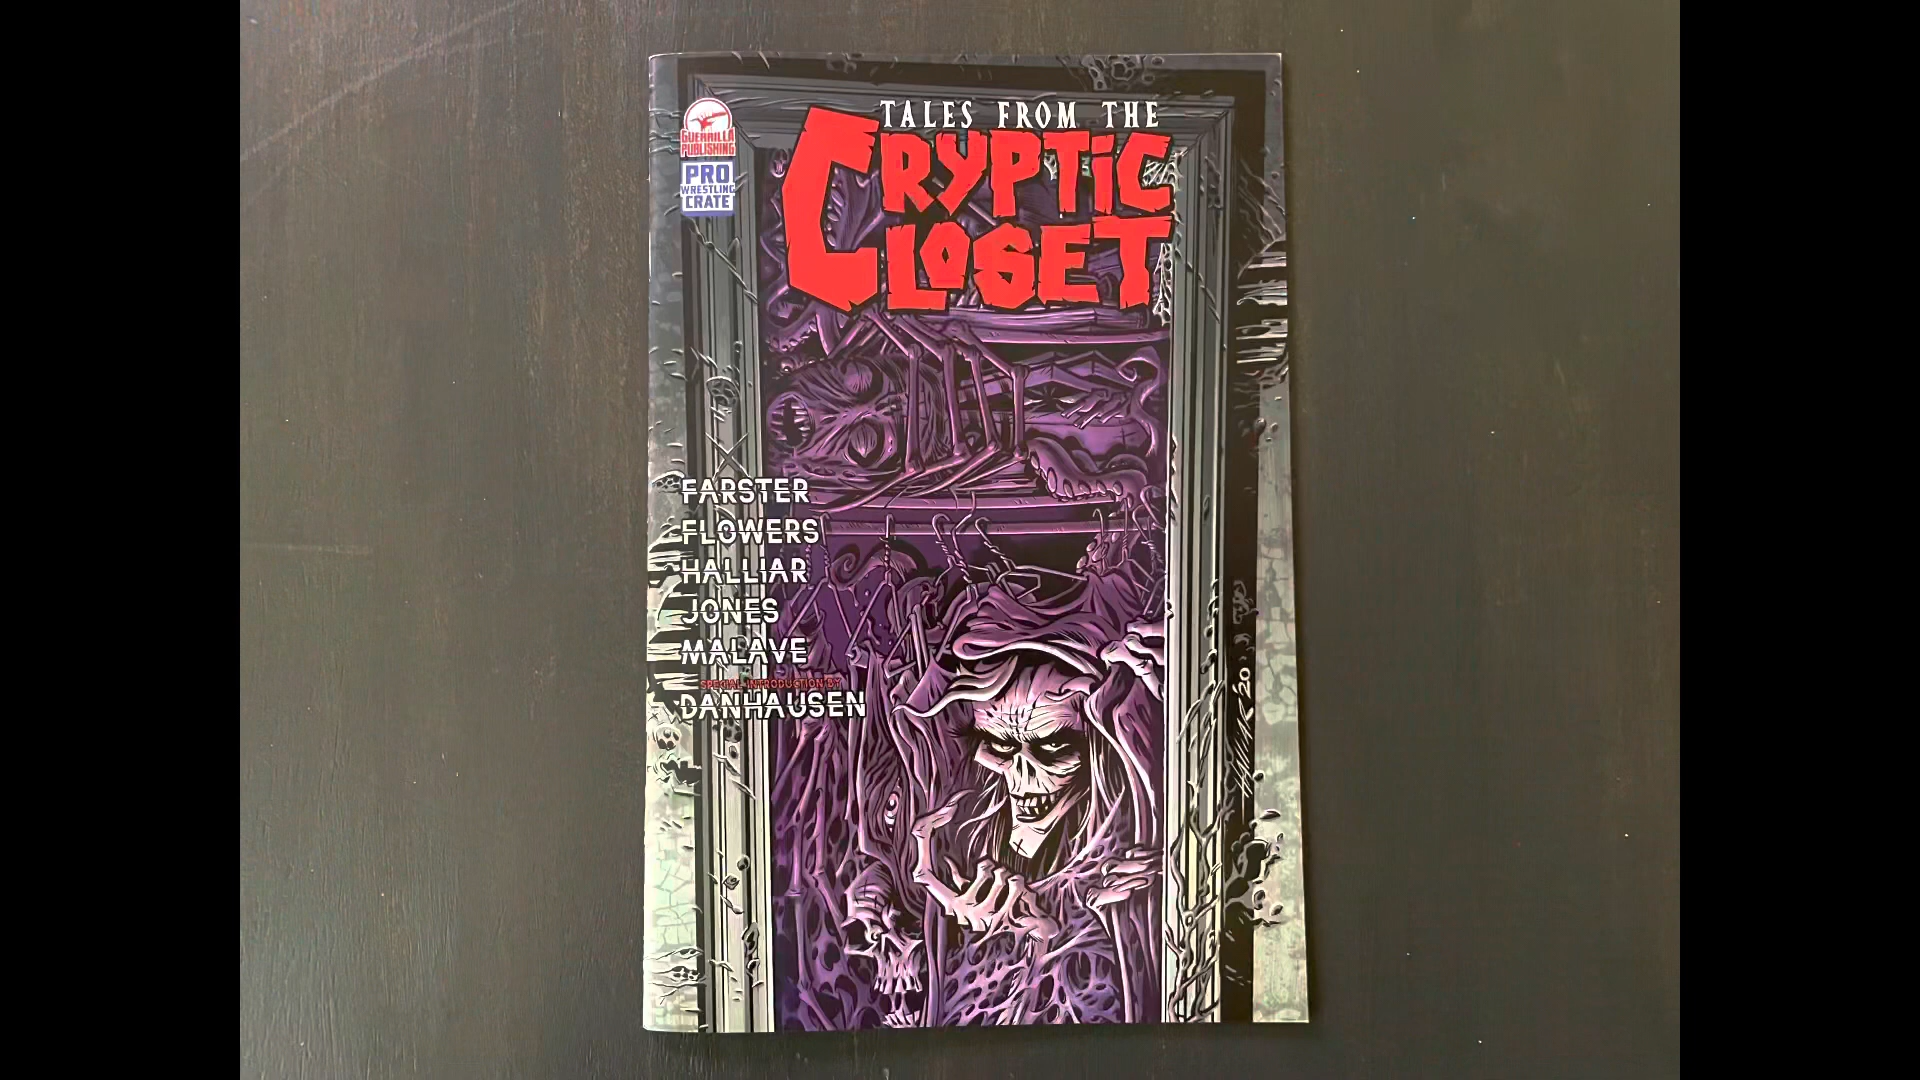 TALES FROM THE
CRYPTIC
CLOSET
GUERRILLA
PUBLISHING
PRO
WRESTLING
CRATE
FARSTER
FLOWERS
HALLIAR
JONES
MALAVE
SPECIAL INTRODUCTION BY
DANHAUSEN
'20